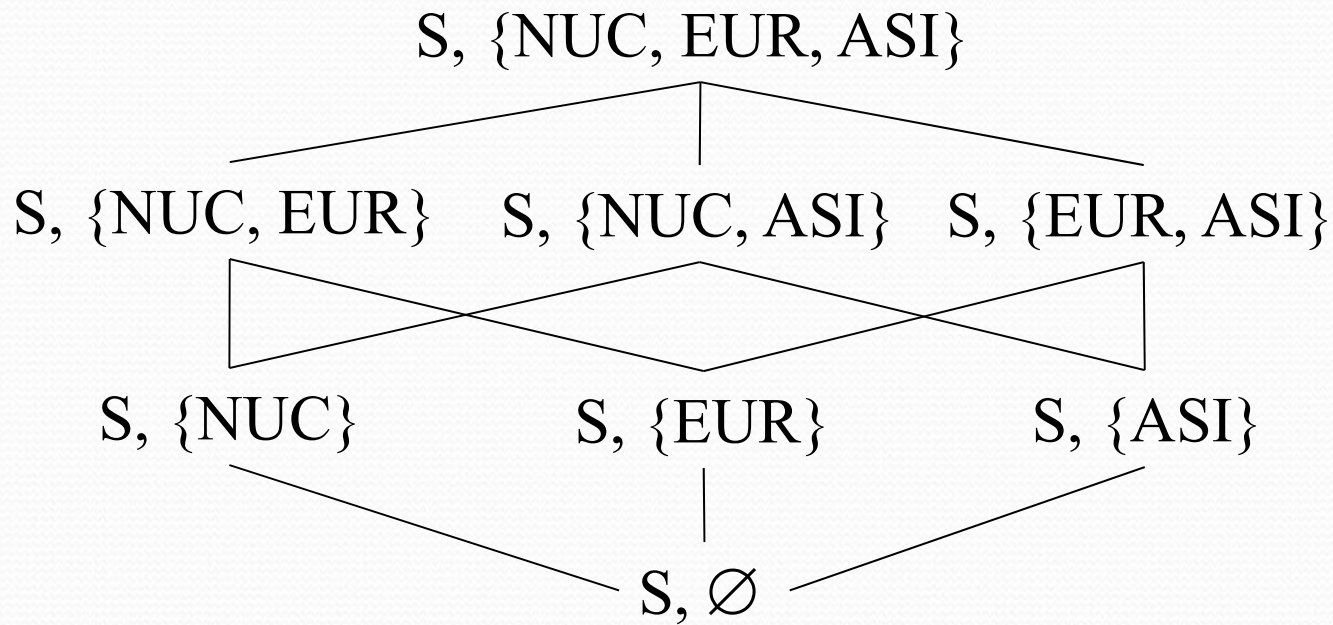 S, {NUC, EUR, ASI}
S, {NUC, EUR} S, {NUC, ASI} S, {EUR, ASI}
S, {NUC} S, {EUR} S, {ASI}
S, ∅